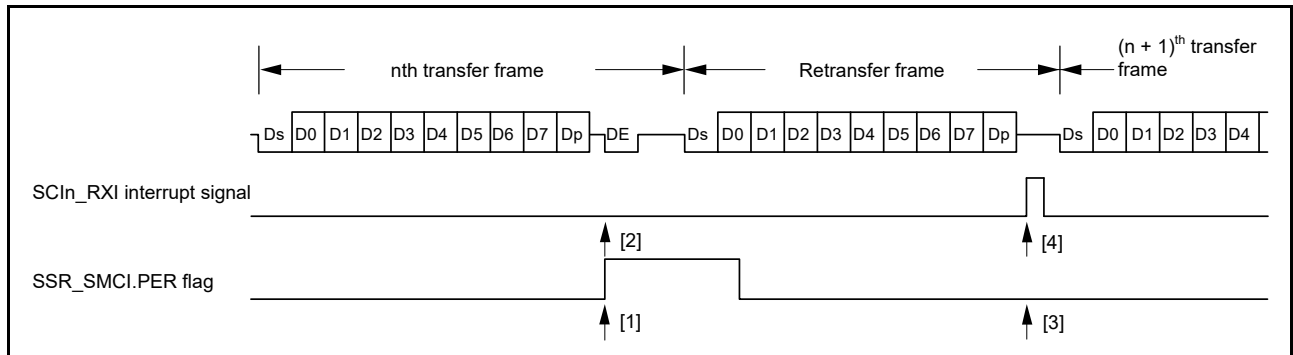 (n + 1)th transfer
nth transfer frame Retransfer frame frame
Ds D0 D1 D2 D3 D4 D5 D6 D7 Dp DE Ds D0 D1 D2 D3 D4 D5 D6 D7 Dp Ds D0 D1 D2 D3 D4
SCIn_RXI interrupt signal
[2] [4]
SSR_SMCI.PER flag
[1] [3]